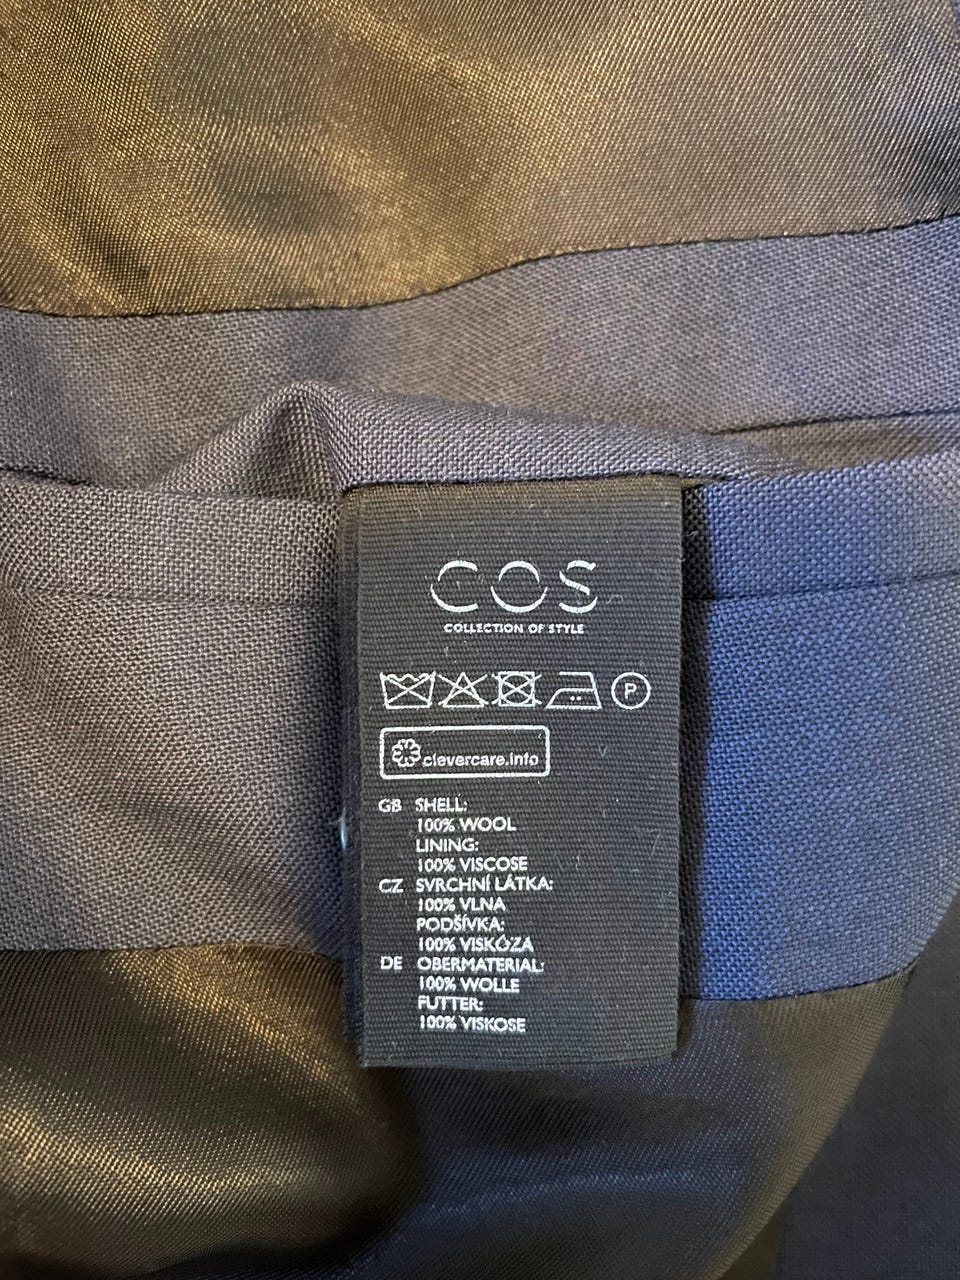 COS
COLLECTION OF STYLE
P
clevercare.info
GB SHELL:
100% WOOL
LINING:
100% VISCOSE
CZ SVRCHNÍ LÁTKA:
100% VLNA
PODŠÍVKA:
100% VISKÓZA
DE OBERMATERIAL:
100% WOLLE
FUTTER:
100% VISKOSE